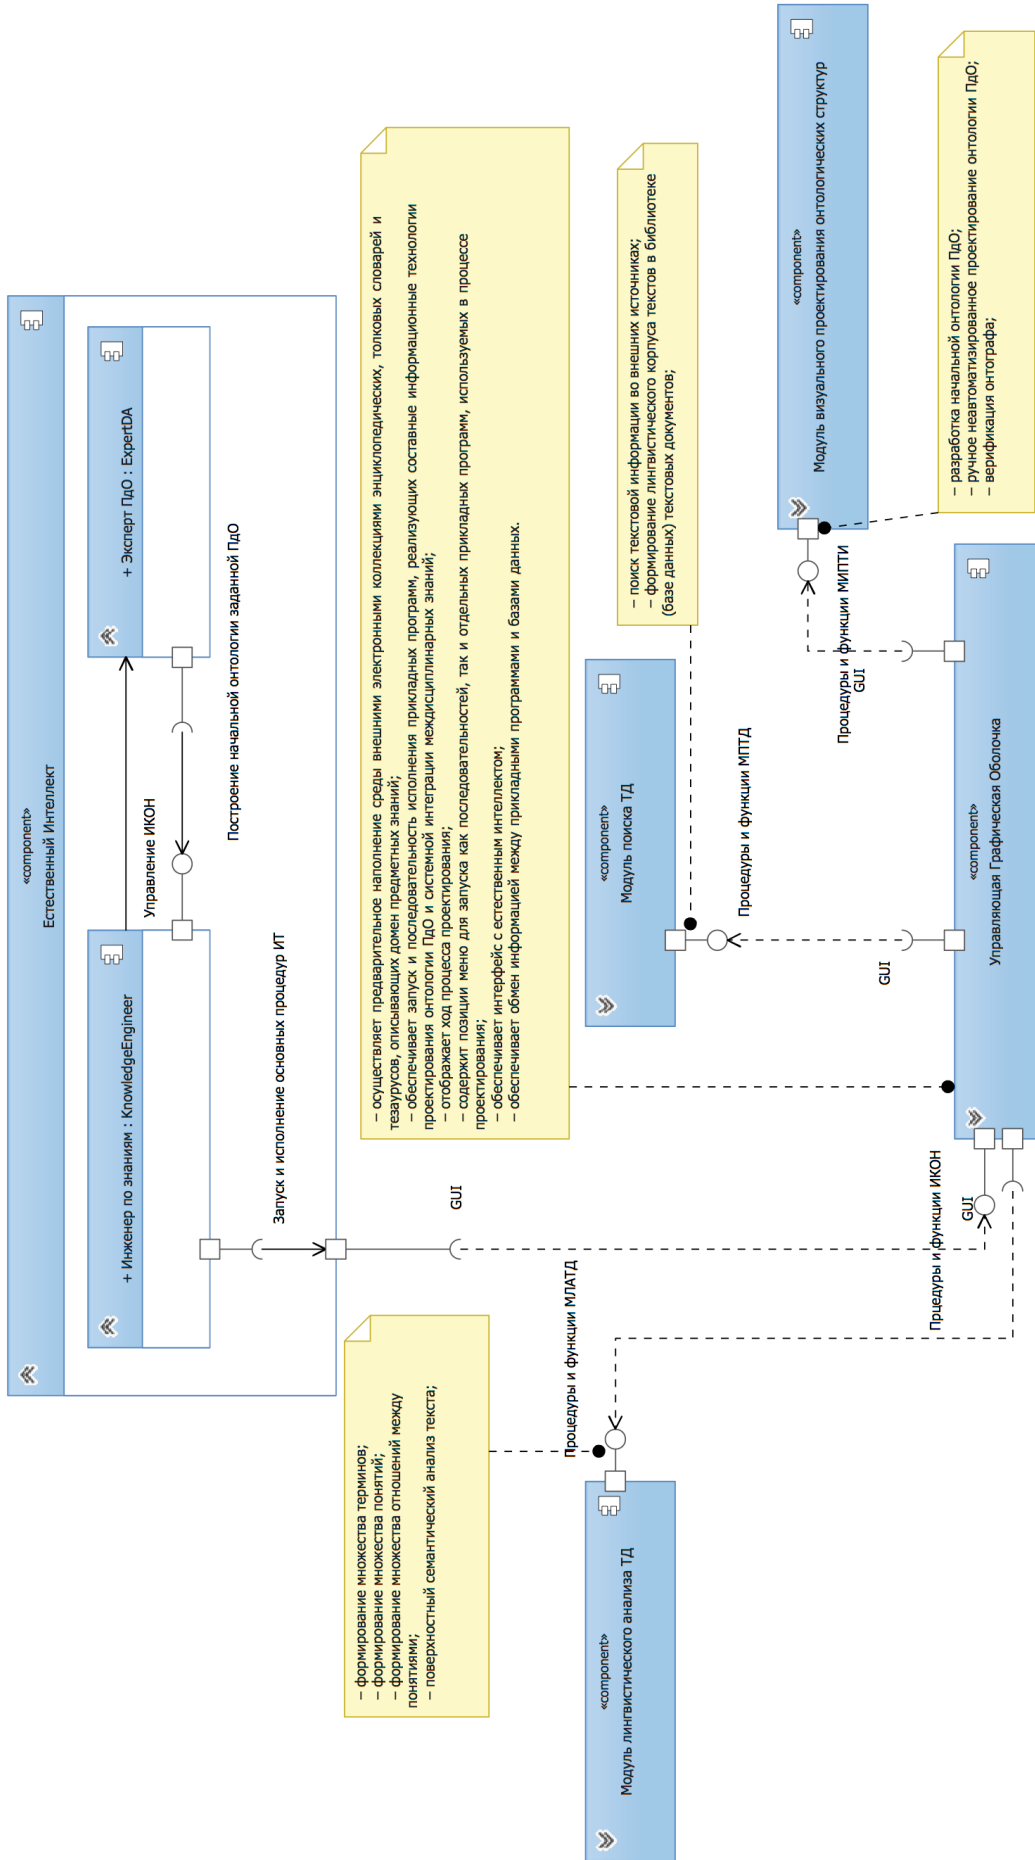 «component»
Естественный Интеллект
+ Инженер по знаниям : KnowledgeEngineer
+ Эксперт ПдО : ExpertDA
Управление ИКОН
Построение начальной онтологии заданной ПдО
Запуск и исполнение основных процедур ИТ
– формирование множества терминов;
– формирование множества понятий;
– формирование множества отношений между
понятиями;
– поверхностный семантический анализ текста;
– осуществляет предварительное наполнение среды внешними электронными коллекциями энциклопедических, толковых словарей и
тезаурусов, описывающих домен предметных знаний;
– обеспечивает запуск и последовательность исполнения прикладных программ, реализующих составные информационные технологии
проектирования онтологии ПдО и системной интеграции междисциплинарных знаний;
– отображает ход процесса проектирования;
– содержит позиции меню для запуска как последовательностей, так и отдельных прикладных программ, используемых в процессе
проектирования;
– обеспечивает интерфейс с естественным интеллектом;
– обеспечивает обмен информацией между прикладными программами и базами данных.
GUI
Процедуры и функции МЛАТД
«component»
Модуль лингвистического анализа ТД
«component»
Модуль поиска ТД
– поиск текстовой информации во внешних источниках;
– формирование лингвистического корпуса текстов в библиотеке
(базе данных) текстовых документов;
Процедуры и функции МПТД
GUI
«component»
Модуль визуального проектирования онтологических структур
Процедуры и функции МИПТИ
GUI
– разработка начальной онтологии ПдО;
– ручное неавтоматизированное проектирование онтологии ПдО;
– верификация онтографа;
Прцедуры и функции ИКОН
GUI
«component»
Управляющая Графическая Оболочка